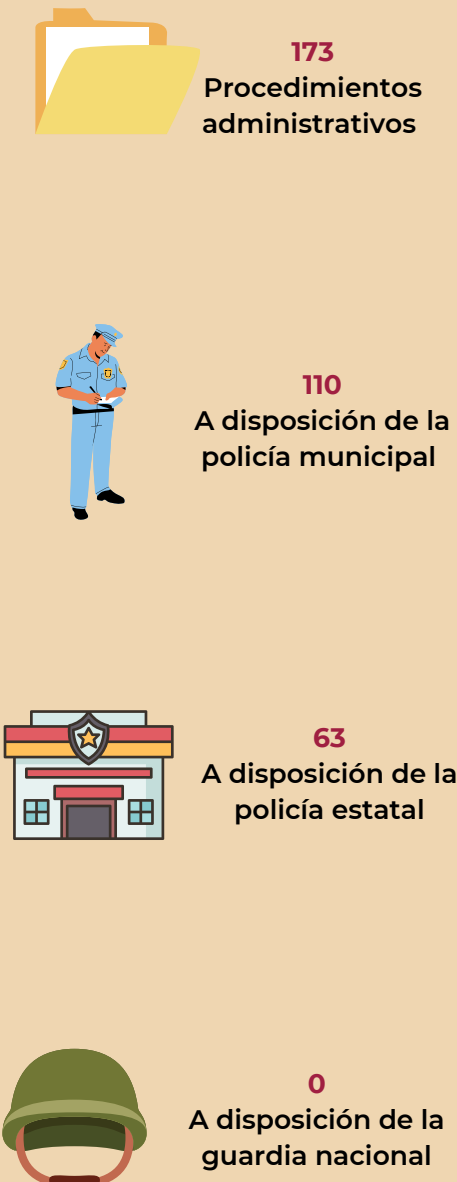 173
Procedimientos
administrativos
110
A disposición de la
policía municipal
63
A disposición de la
policía estatal
0
A disposición de la
guardia nacional